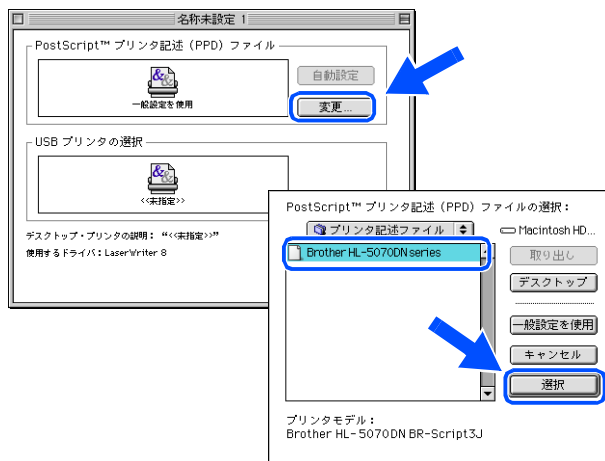 名称未設定 1
PostScript™ プリンタ記述（PPD）ファイル
自動設定
一般設定を使用
変更...
USB プリンタの選択
<<未指定>>
デスクトップ・プリンタの説明： “<<未指定>>”
使用するドライバ：LaserWriter 8
PostScript™ プリンタ記述（PPD）ファイルの選択：
プリンタ記述ファイル
Macintosh HD...
Brother HL-5070DN series
取り出し
デスクトップ
一般設定を使用
キャンセル
選択
プリンタモデル：
Brother HL-5070DN BR-Script3J